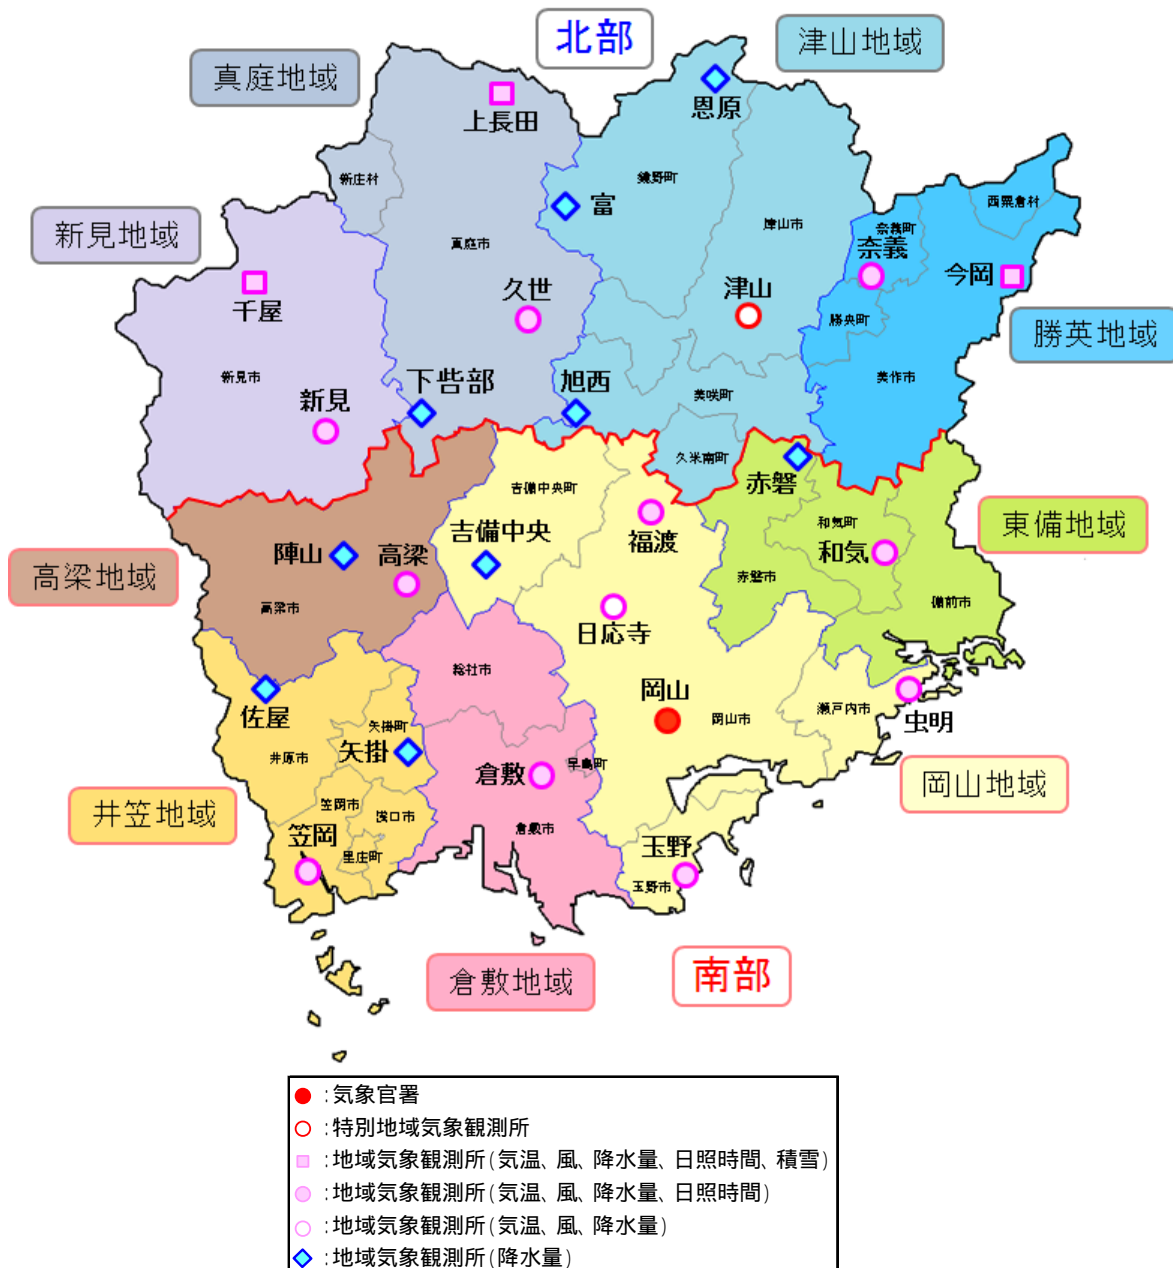 北部
津山地域
真庭地域
恩原
上長田
鏡野町
新庄村
西粟倉村
富
津山市
奈義町
新見地域
真庭市
奈義
今岡
千屋
久世
津山
勝央町
勝英地域
新見市
下呰部
旭西
美作市
新見
美咲町
久米南町
赤磐
吉備中央町
東備地域
和気町
陣山
高梁
吉備中央
福渡
和気
高梁地域
赤磐市
高梁市
備前市
日応寺
総社市
岡山
佐屋
矢掛町
岡山市
瀬戸内市
虫明
井原市
矢掛
早島町
倉敷
岡山地域
井笠地域
笠岡市
浅口市
倉敷市
笠岡
里庄町
玉野
玉野市
倉敷地域
南部
:気象官署
:特別地域気象観測所
:地域気象観測所(気温、風、降水量、日照時間、積雪)
:地域気象観測所(気温、風、降水量、日照時間)
:地域気象観測所(気温、風、降水量)
:地域気象観測所(降水量)